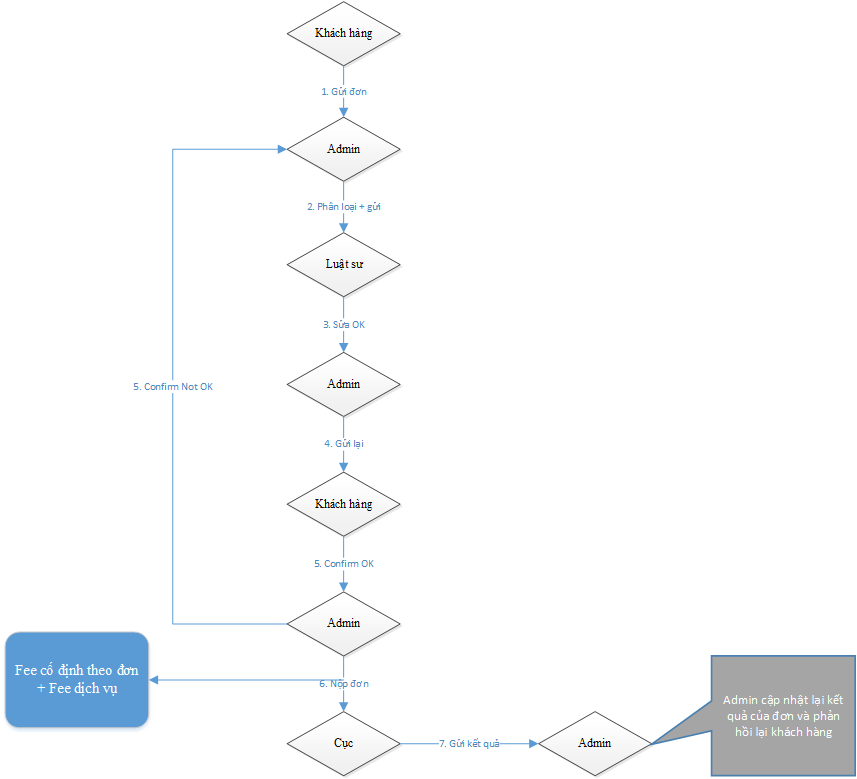 Khách hàng
1. Gửi đơn
Admin
2. Phân loại + gửi
Luật sư
3. Sửa OK
5. Confirm Not OK
Admin
4. Gửi lại
Khách hàng
5. Confirm OK
Admin
Fee cố định theo đơn
+ Fee dịch vụ
6. Nộp đơn
Cục
7. Gửi kết quả
Admin
Admin cập nhật lại kết
quả của đơn và phản
hồi lại khách hàng